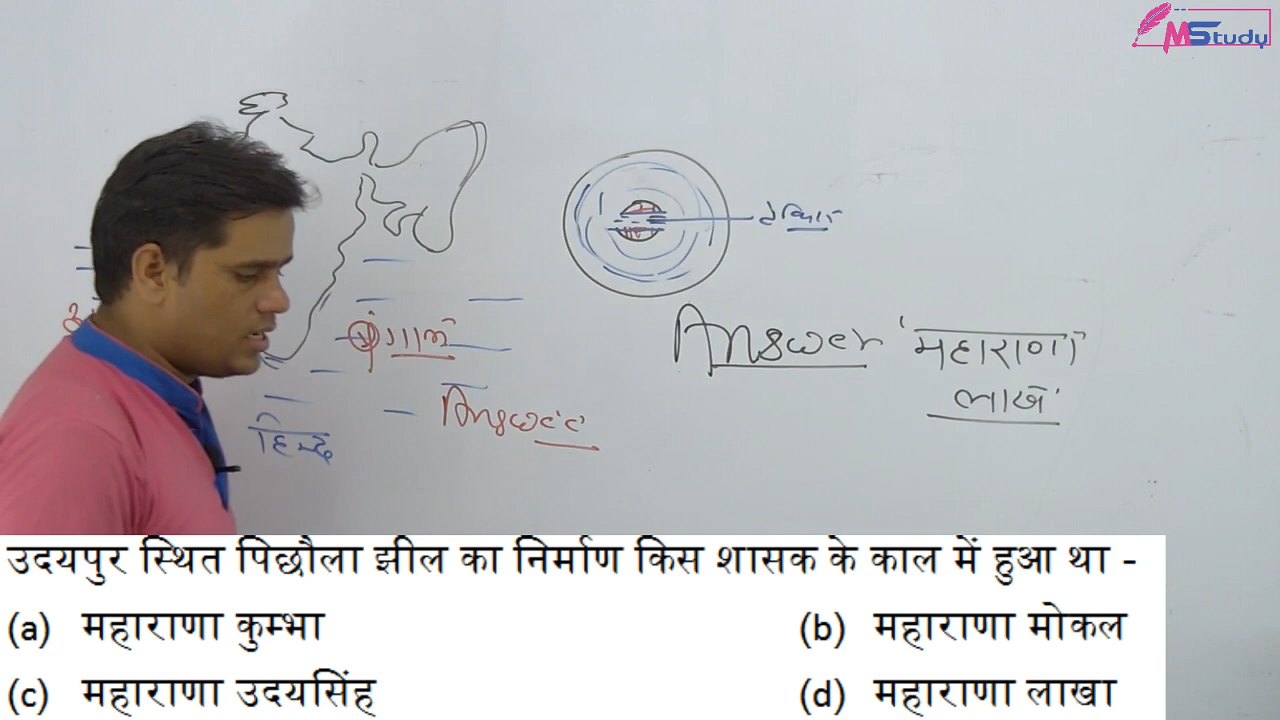 MStudy
Answer 'महाराणा
लाखा'
हिन्द
उदयपुर स्थित पिछौला झील का निर्माण किस शासक के काल में हुआ था -
(a) महाराणा कुम्भा
(b) महाराणा मोकल
(c) महाराणा उदयसिंह
(d) महाराणा लाखा